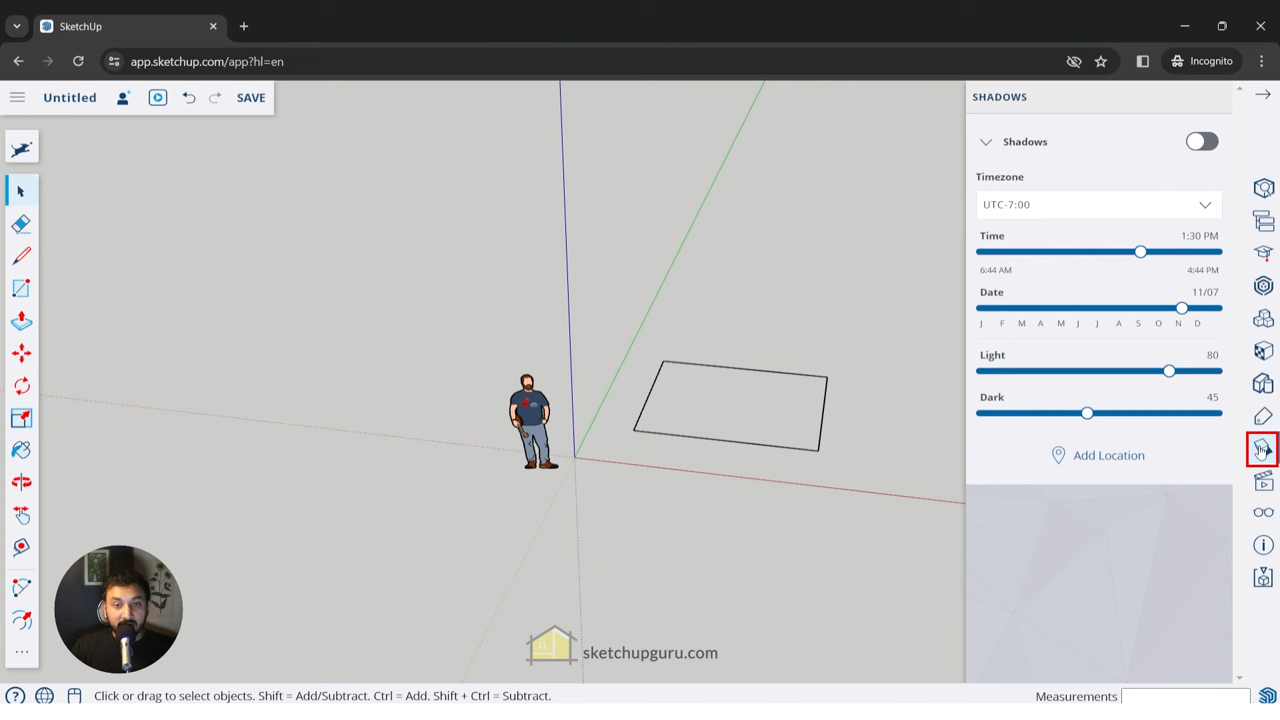 SketchUp
app.sketchup.com/app?hl=en
Incognito
Untitled
SAVE
SHADOWS
Shadows
Timezone
UTC-7:00
Time 1:30 PM
6:44 AM 4:44 PM
Date 11/07
J F M A M J J A S O N D
Light 80
Dark 45
Add Location
sketchupguru.com
Click or drag to select objects. Shift = Add/Subtract. Ctrl = Add. Shift + Ctrl = Subtract.
Measurements